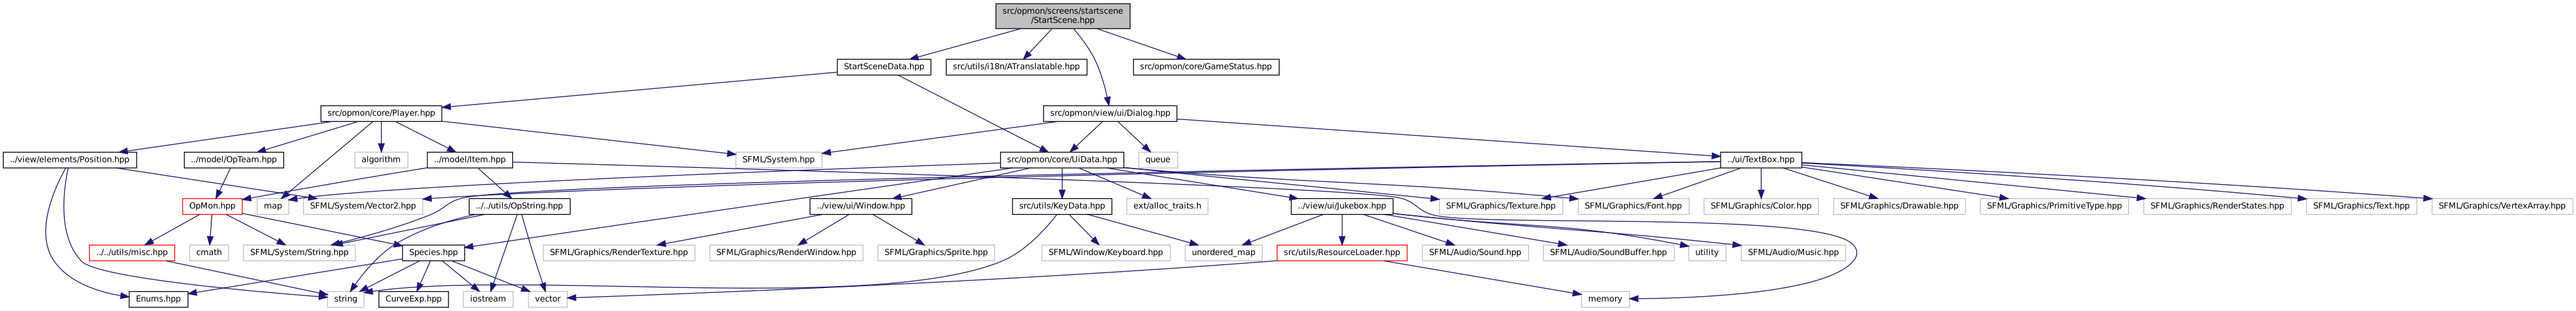 src/opmon/screens/startscene
/StartScene.hpp
StartSceneData.hpp
src/utils/i18n/ATranslatable.hpp
src/opmon/core/GameStatus.hpp
src/opmon/core/Player.hpp
src/opmon/view/ui/Dialog.hpp
../view/elements/Position.hpp
../model/OpTeam.hpp
algorithm
../model/Item.hpp
SFML/System.hpp
src/opmon/core/UiData.hpp
queue
../ui/TextBox.hpp
OpMon.hpp
map
SFML/System/Vector2.hpp
../../utils/OpString.hpp
../view/ui/Window.hpp
src/utils/KeyData.hpp
ext/alloc_traits.h
../view/ui/Jukebox.hpp
SFML/Graphics/Texture.hpp
SFML/Graphics/Font.hpp
SFML/Graphics/Color.hpp
SFML/Graphics/Drawable.hpp
SFML/Graphics/PrimitiveType.hpp
SFML/Graphics/RenderStates.hpp
SFML/Graphics/Text.hpp
SFML/Graphics/VertexArray.hpp
../../utils/misc.hpp
cmath
SFML/System/String.hpp
Species.hpp
SFML/Graphics/RenderTexture.hpp
SFML/Graphics/RenderWindow.hpp
SFML/Graphics/Sprite.hpp
SFML/Window/Keyboard.hpp
unordered_map
src/utils/ResourceLoader.hpp
SFML/Audio/Sound.hpp
SFML/Audio/SoundBuffer.hpp
utility
SFML/Audio/Music.hpp
Enums.hpp
string
CurveExp.hpp
iostream
vector
memory